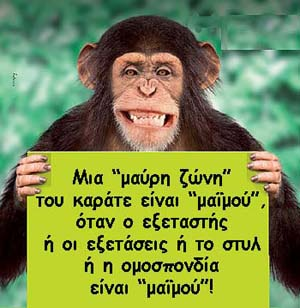 Μια “μαύρη ζώνη”
του καράτε είναι “μαϊμού”,
όταν ο εξεταστής
ή οι εξετάσεις ή το στυλ
ή η ομοσπονδία
είναι “μαϊμού”!